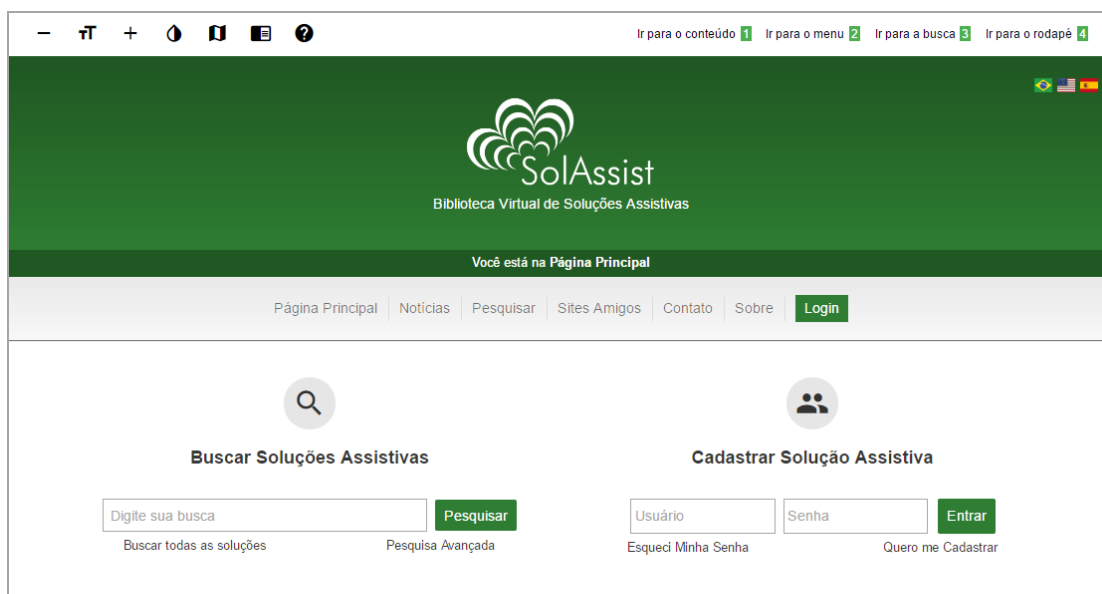 Ir para o conteúdo 1 Ir para o menu 2 Ir para a busca 3 Ir para o rodapé 4
SolAssist
Biblioteca Virtual de Soluções Assistivas
Você está na Página Principal
Página Principal Notícias Pesquisar Sites Amigos Contato Sobre Login
Buscar Soluções Assistivas
Digite sua busca Pesquisar
Buscar todas as soluções Pesquisa Avançada
Cadastrar Solução Assistiva
Usuário Senha Entrar
Esqueci Minha Senha Quero me Cadastrar